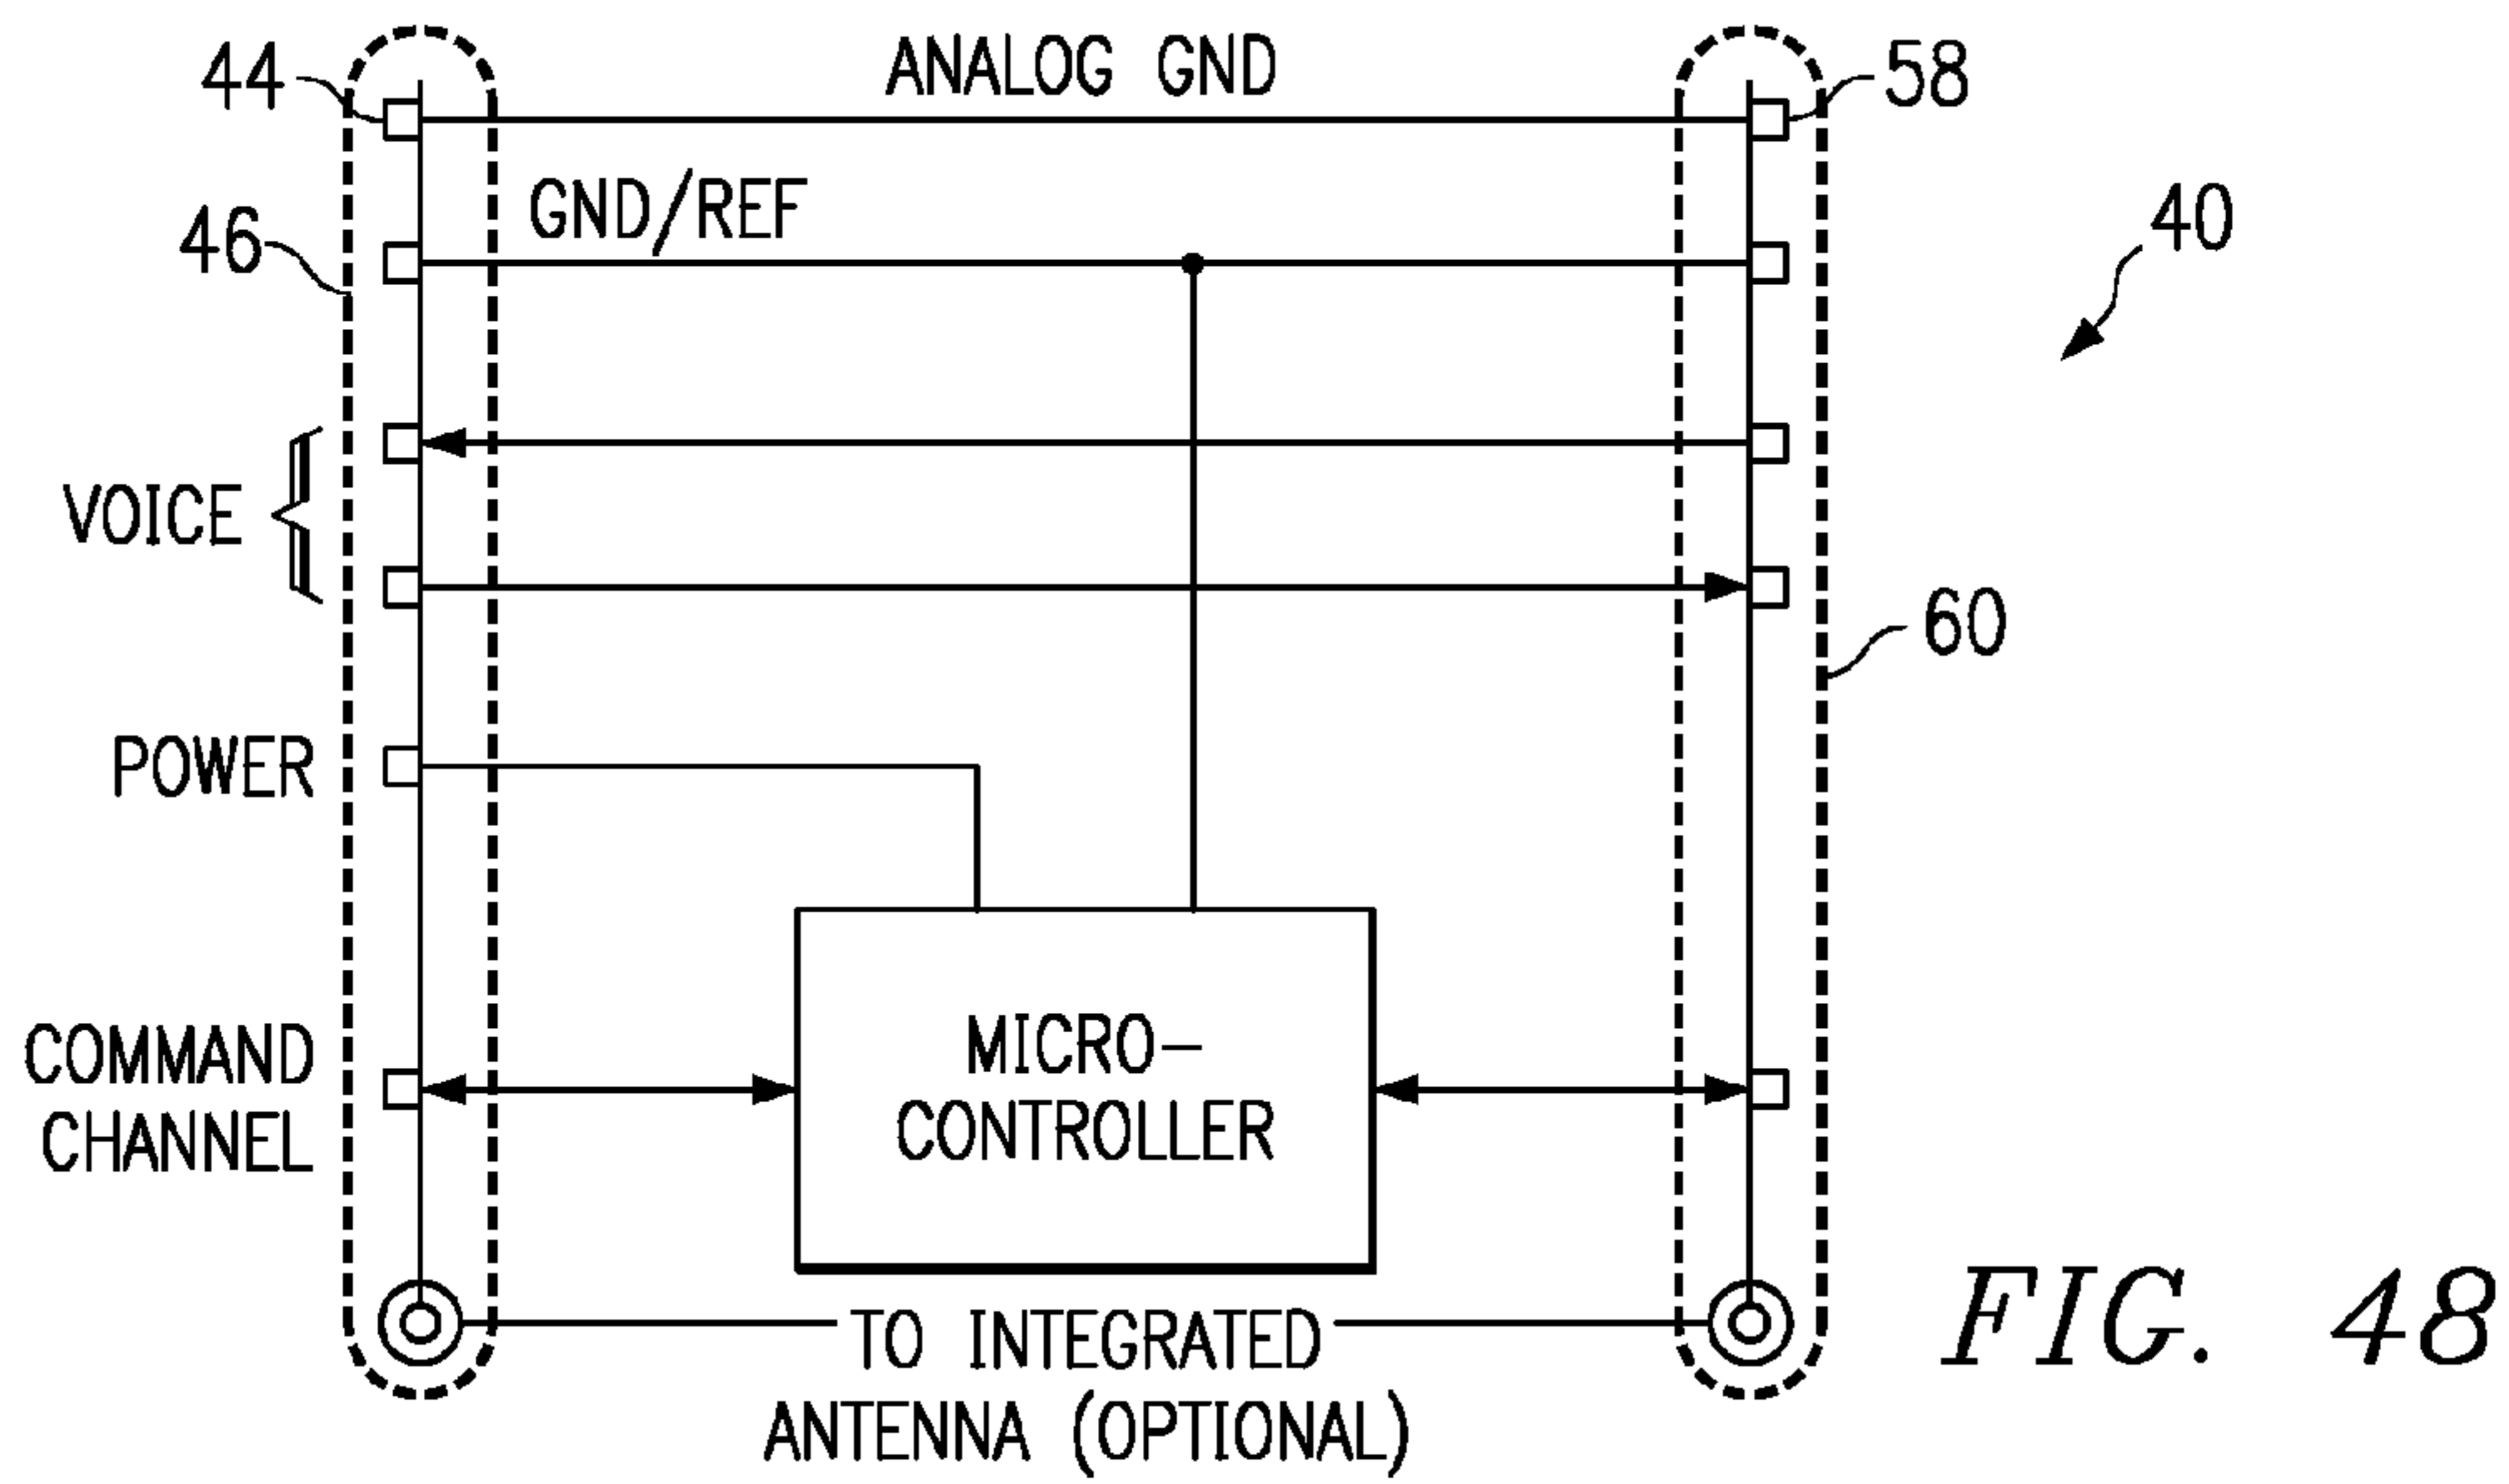 ANALOG GND
44
58
46
GND/REF
40
VOICE
60
POWER
COMMAND
CHANNEL
MICRO-
CONTROLLER
TO INTEGRATED
ANTENNA (OPTIONAL)
FIG. 48